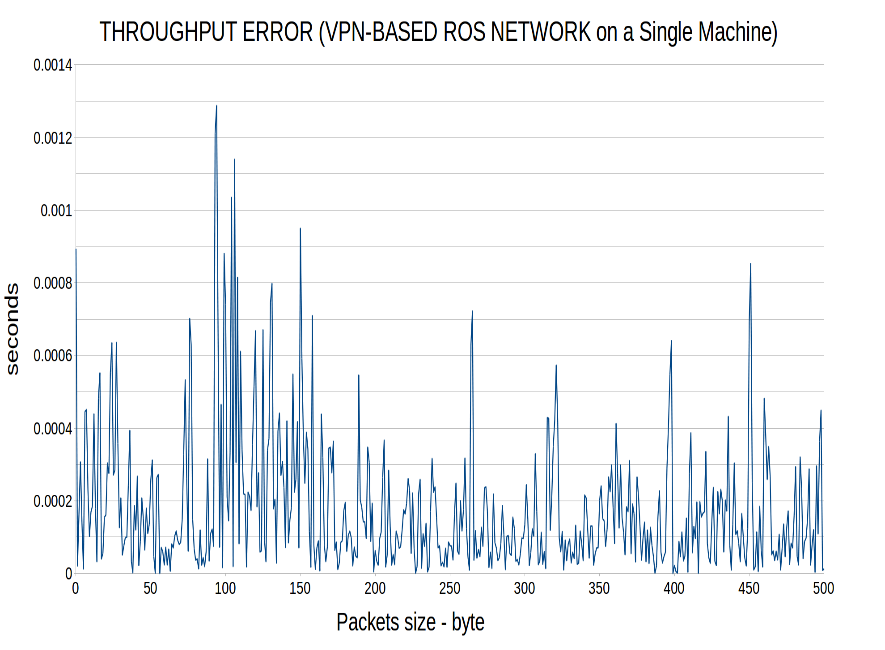 THROUGHPUT ERROR (VPN-BASED ROS NETWORK on a Single Machine)
0.0014
0.0012
0.001
0.0008
0.0006
0.0004
0.0002
0
seconds
0 50 100 150 200 250 300 350 400 450 500
Packets size - byte